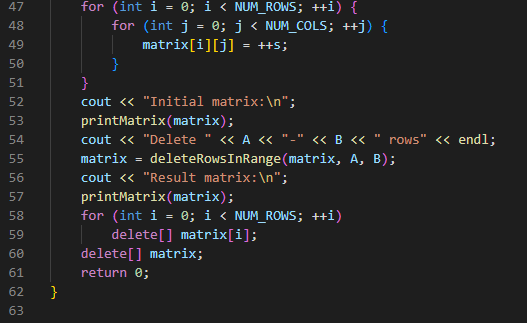 47 for (int i = 0; i < NUM_ROWS; ++i) {
48 for (int j = 0; j < NUM_COLS; ++j) {
49 matrix[i][j] = ++s;
50 }
51 }
52 cout << "Initial matrix:\n";
53 printMatrix(matrix);
54 cout << "Delete " << A << "-" << B << " rows" << endl;
55 matrix = deleteRowsInRange(matrix, A, B);
56 cout << "Result matrix:\n";
57 printMatrix(matrix);
58 for (int i = 0; i < NUM_ROWS; ++i)
59 delete[] matrix[i];
60 delete[] matrix;
61 return 0;
62 }
63